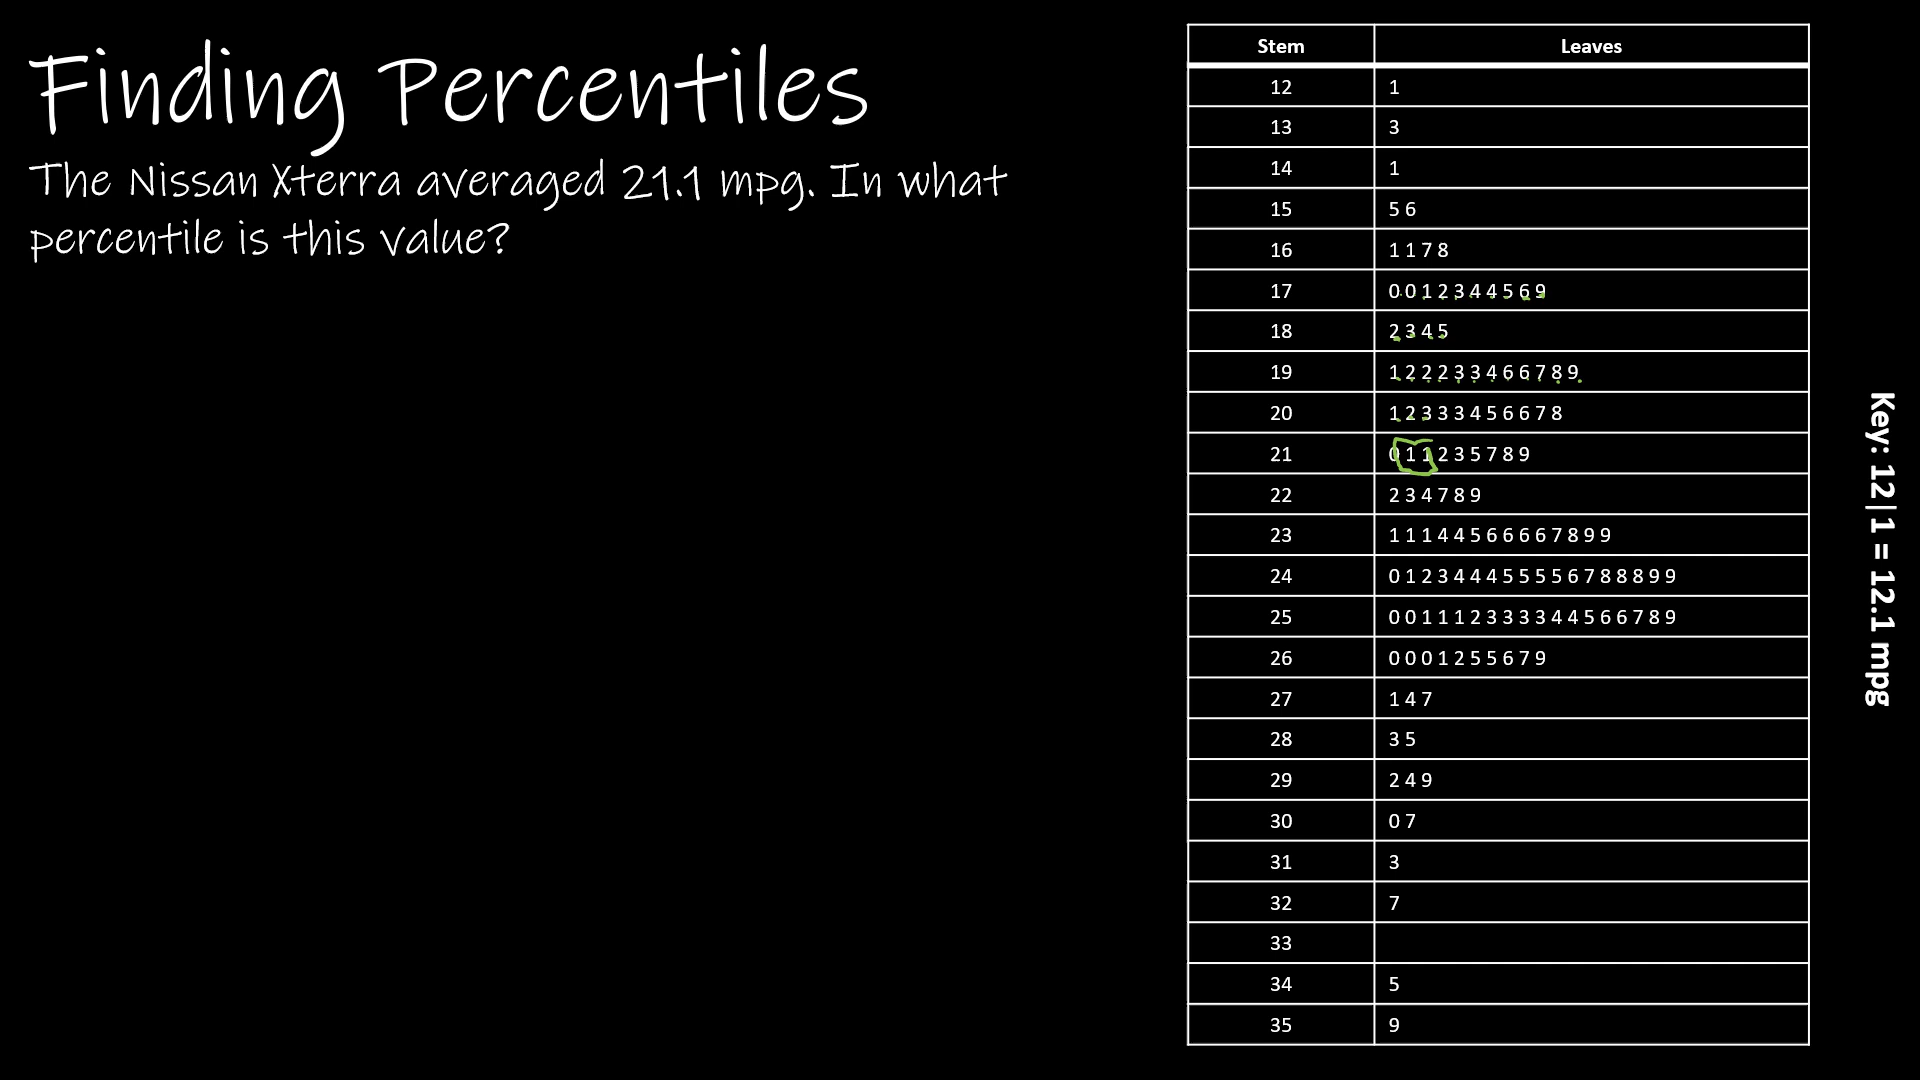 Finding Percentiles
The Nissan Xterra averaged 21.1 mpg. In what
percentile is this value?
Stem Leaves
12 1
13 3
14 1
15 5 6
16 1 1 7 8
17 0 0 1 2 3 4 4 5 6 9
18 2 3 4 5
19 1 2 2 2 3 3 4 6 6 7 8 9
20 1 2 3 3 3 4 5 6 6 7 8
21 0 1 1 2 3 5 7 8 9
22 2 3 4 7 8 9
23 1 1 1 4 4 5 6 6 6 6 7 8 9 9
24 0 1 2 3 4 4 4 5 5 5 5 6 7 8 8 8 9 9
25 0 0 1 1 1 2 3 3 3 3 4 4 5 6 6 7 8 9
26 0 0 0 1 2 5 5 6 7 9
27 1 4 7
28 3 5
29 2 4 9
30 0 7
31 3
32 7
33
34 5
35 9
Key: 12|1 = 12.1 mpg